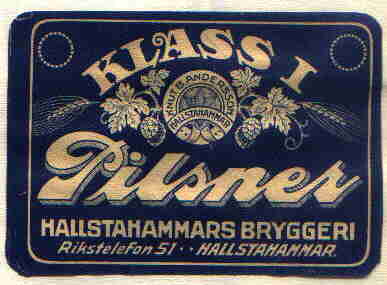 KLASS I
KNUT B. ANDERSSON
HALLSTAHAMMAR
Pilsner
HALLSTAHAMMARS BRYGGERI
Rikstelefon 51 · · HALLSTAHAMMAR.